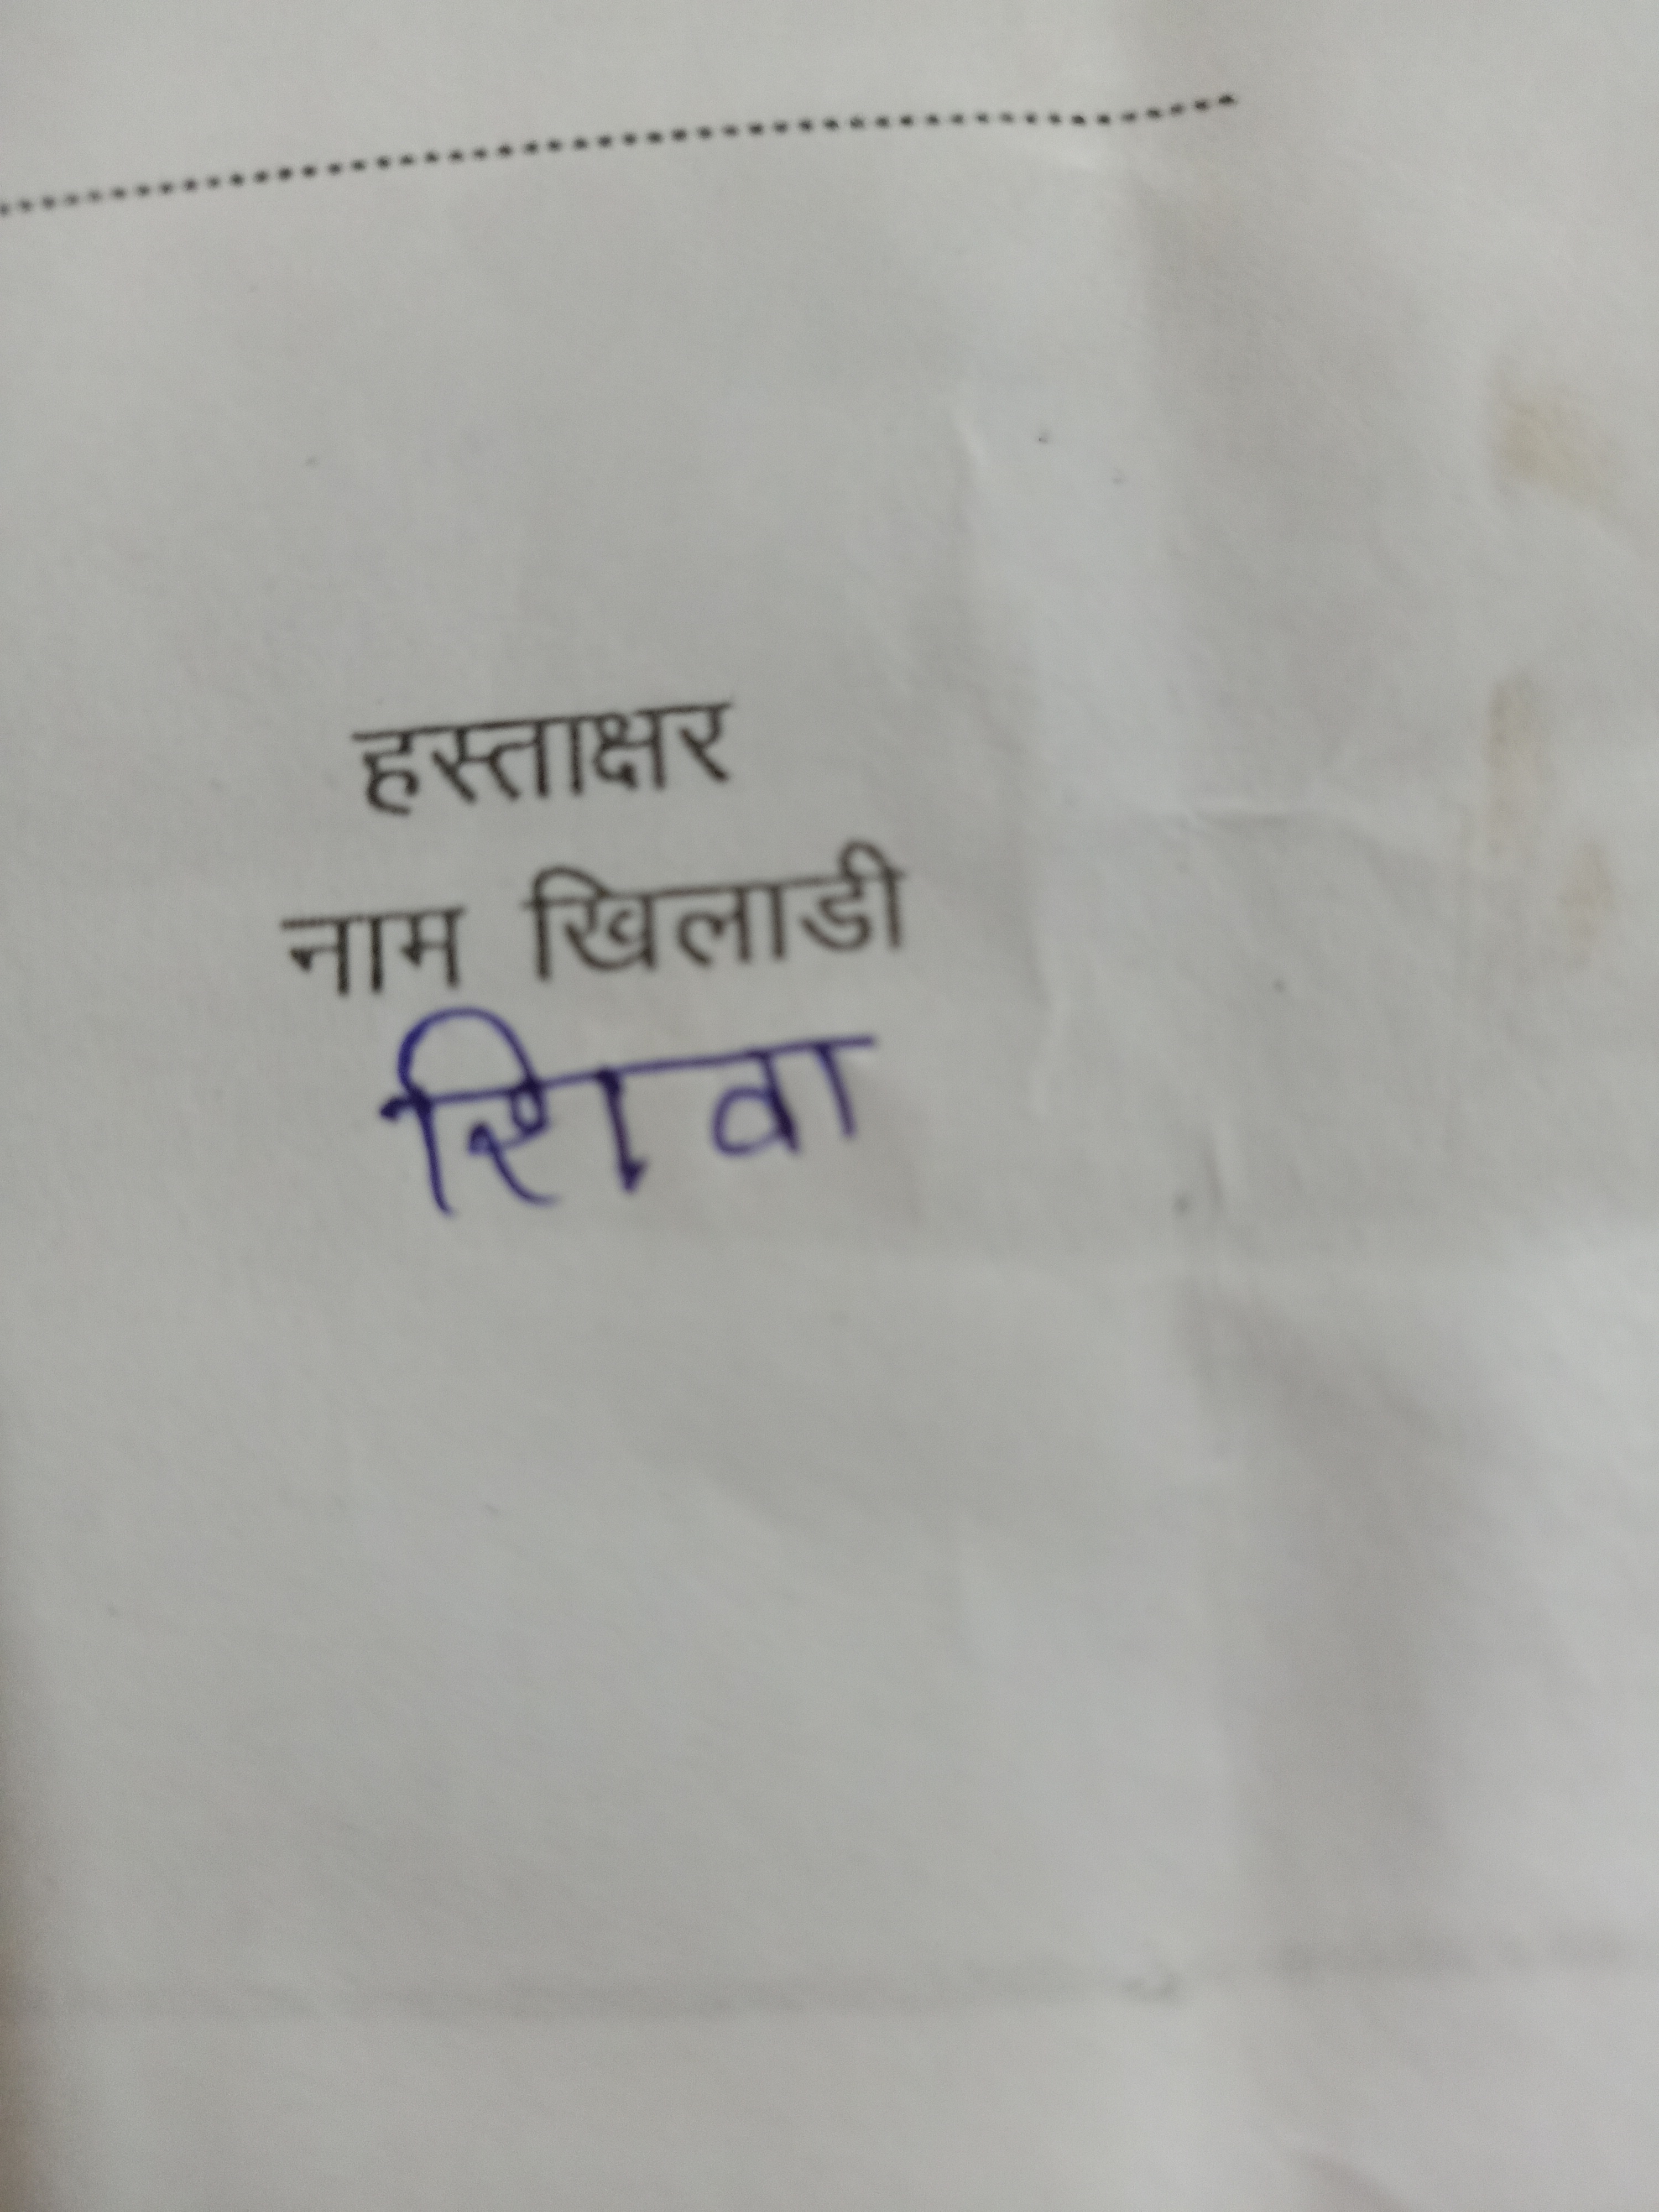 हस्ताक्षर
नाम खिलाडी
शिवा